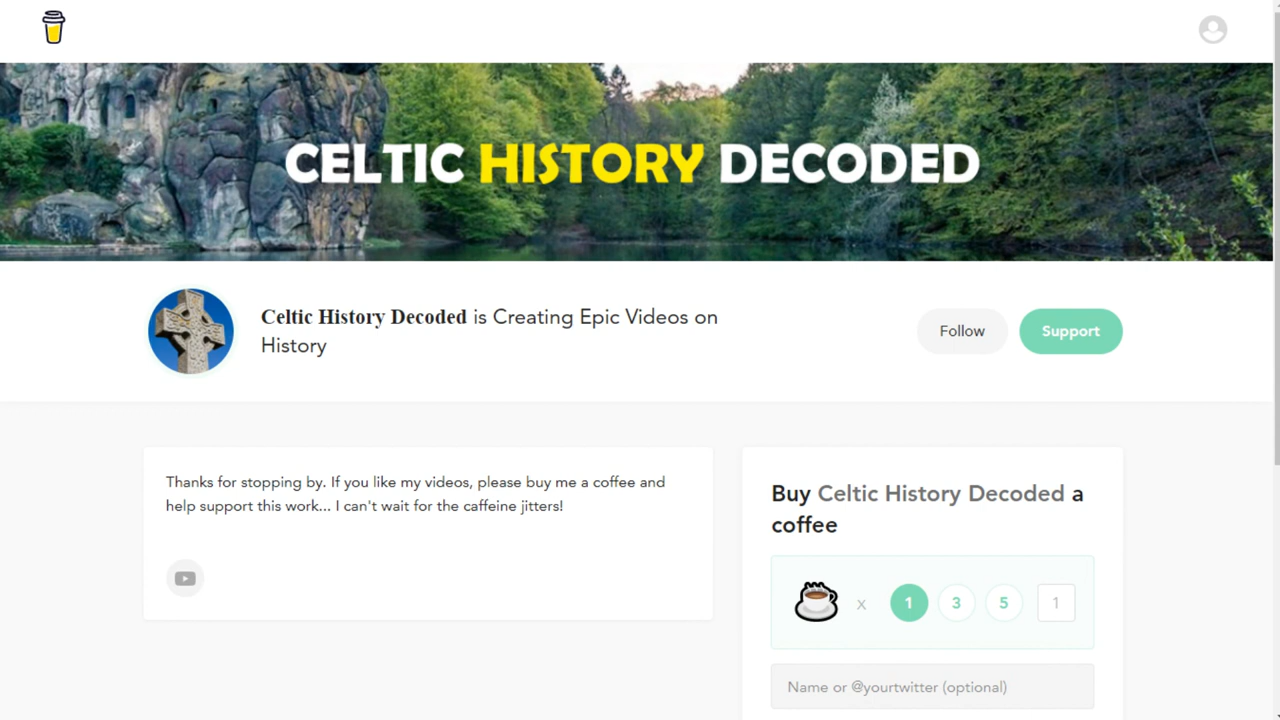 CELTIC HISTORY DECODED
Celtic History Decoded is Creating Epic Videos on
History
Follow
Support
Thanks for stopping by. If you like my videos, please buy me a coffee and
help support this work... I can't wait for the caffeine jitters!
Buy Celtic History Decoded a
coffee
x 1 3 5 1
Name or @yourtwitter (optional)